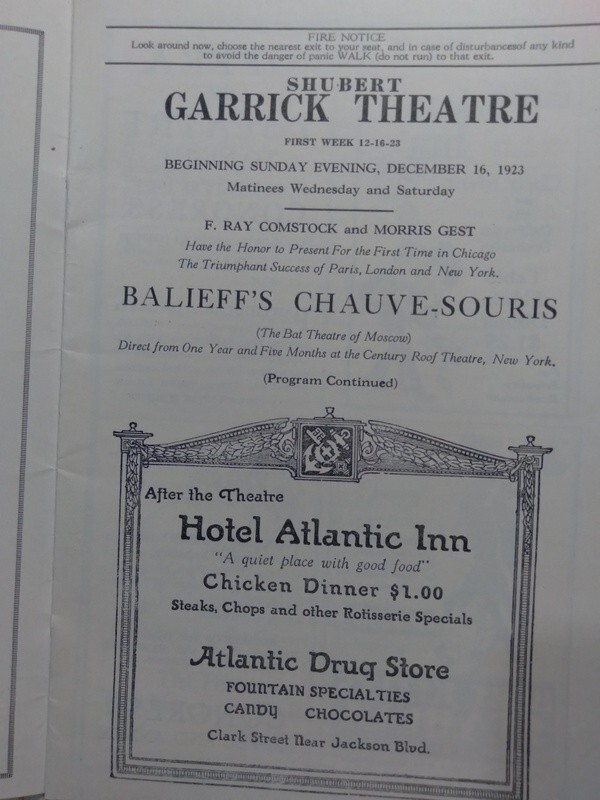 FIRE NOTICE
Look around now, choose the nearest exit to your seat, and in case of disturbancesof any kind
to avoid the danger of panic WALK (do not run) to that exit.
SHUBERT
GARRICK THEATRE
FIRST WEEK 12-16-23
BEGINNING SUNDAY EVENING, DECEMBER 16, 1923
Matinees Wednesday and Saturday
F. RAY COMSTOCK and MORRIS GEST
Have the Honor to Present For the First Time in Chicago
The Triumphant Success of Paris, London and New York.
BALIEFF'S CHAUVE-SOURIS
(The Bat Theatre of Moscow)
Direct from One Year and Five Months at the Century Roof Theatre, New York.
(Program Continued)
After the Theatre
Hotel Atlantic Inn
"A quiet place with good food"
Chicken Dinner $1.00
Steaks, Chops and other Rotisserie Specials
Atlantic Drug Store
FOUNTAIN SPECIALTIES
CANDY CHOCOLATES
Clark Street Near Jackson Blvd.